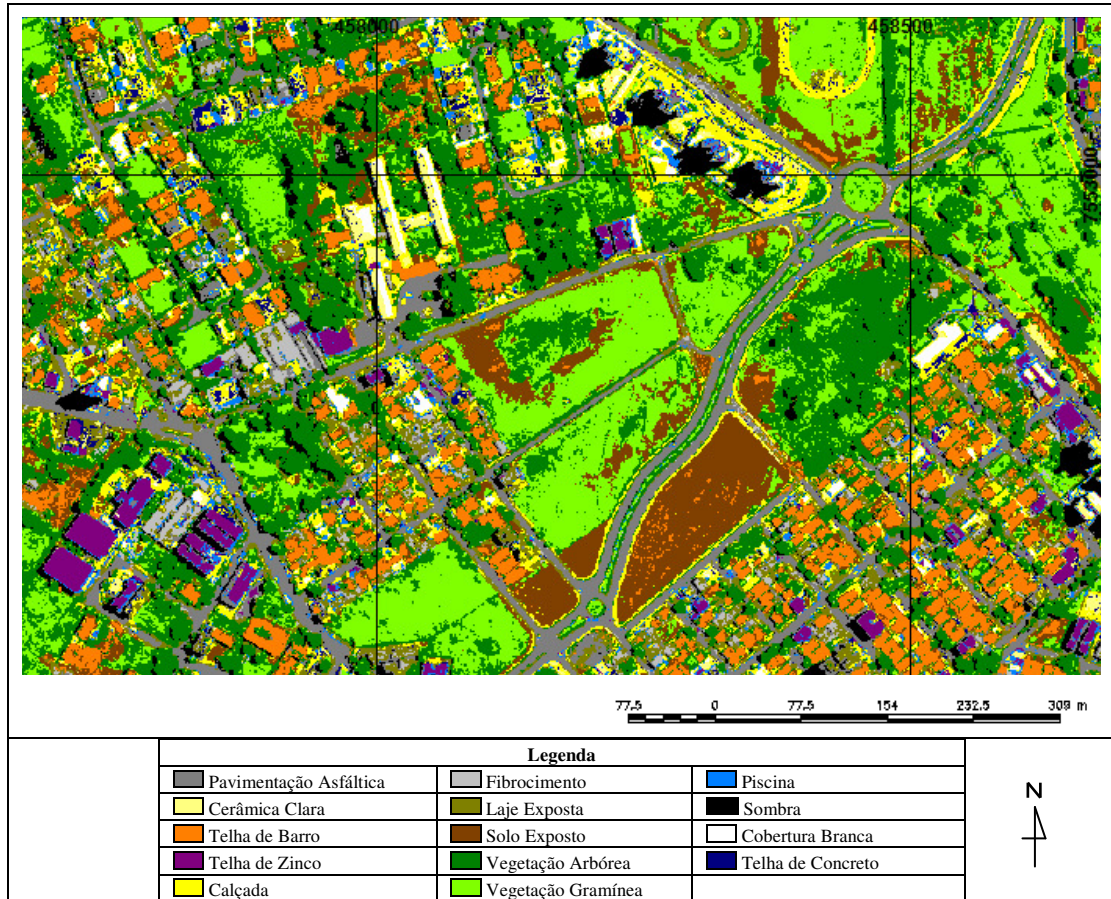 458000 458500
7550000
77.5 0 77.5 154 232.5 309 m
Legenda
Pavimentação Asfáltica Fibrocimento Piscina
Cerâmica Clara Laje Exposta Sombra
Telha de Barro Solo Exposto Cobertura Branca
Telha de Zinco Vegetação Arbórea Telha de Concreto
Calçada Vegetação Gramínea
N